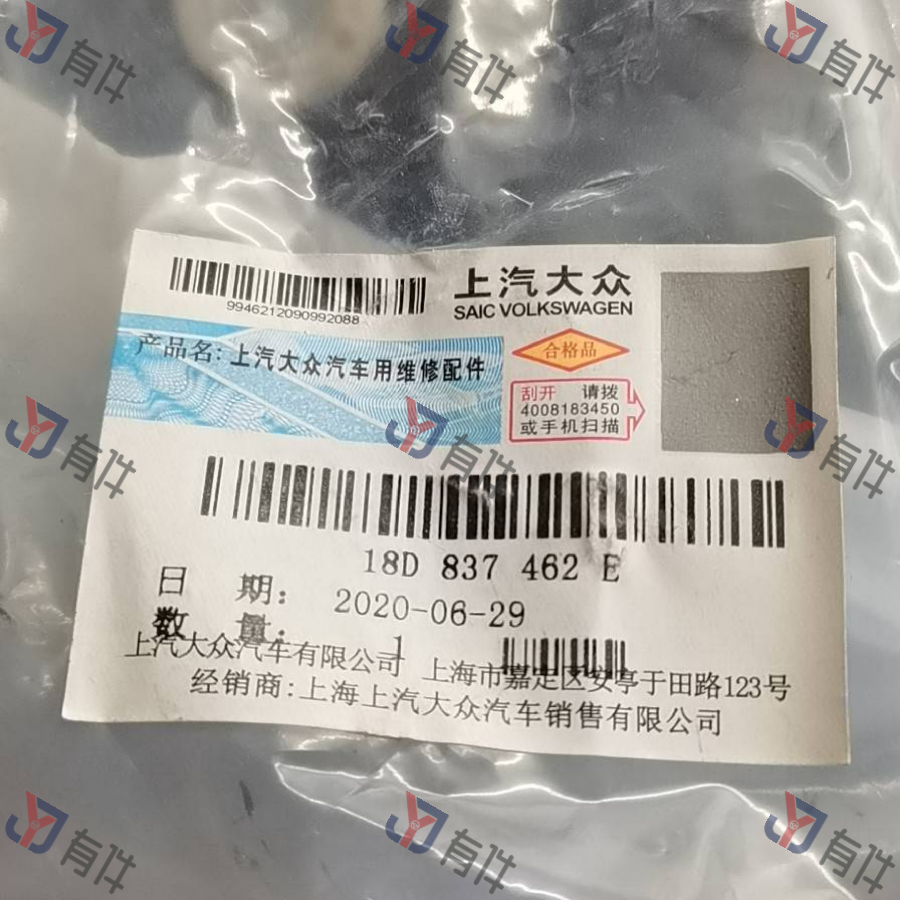 上汽大众
SAIC VOLKSWAGEN
9946212090992088
产品名: 上汽大众汽车用维修配件
合格品
刮开 请拨
4008183450
或手机扫描
18D 837 462 E
日 期: 2020-06-29
数 量: 1
上汽大众汽车有限公司 上海市嘉定区安亭于田路123号
经销商:上海上汽大众汽车销售有限公司
有件
有件
有件
有件
有件
有件
有件
有件
有件